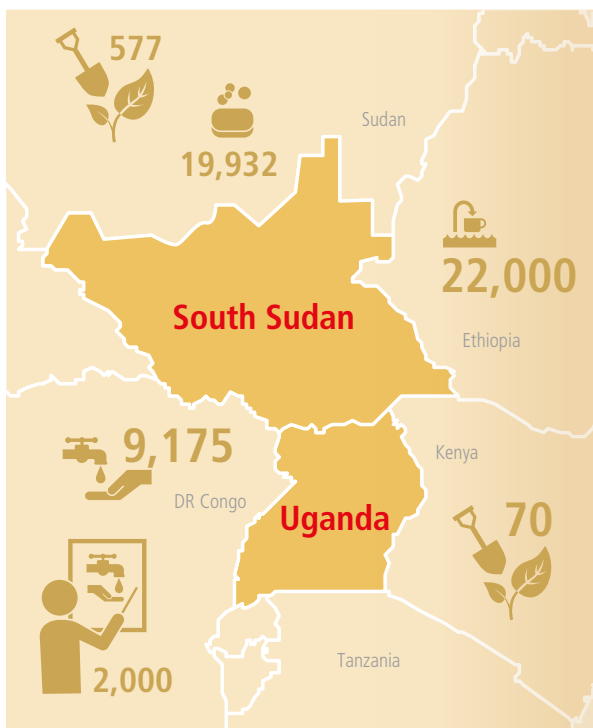 577
19,932
Sudan
22,000
South Sudan
Ethiopia
9,175
Kenya
DR Congo
Uganda
70
Tanzania
2,000